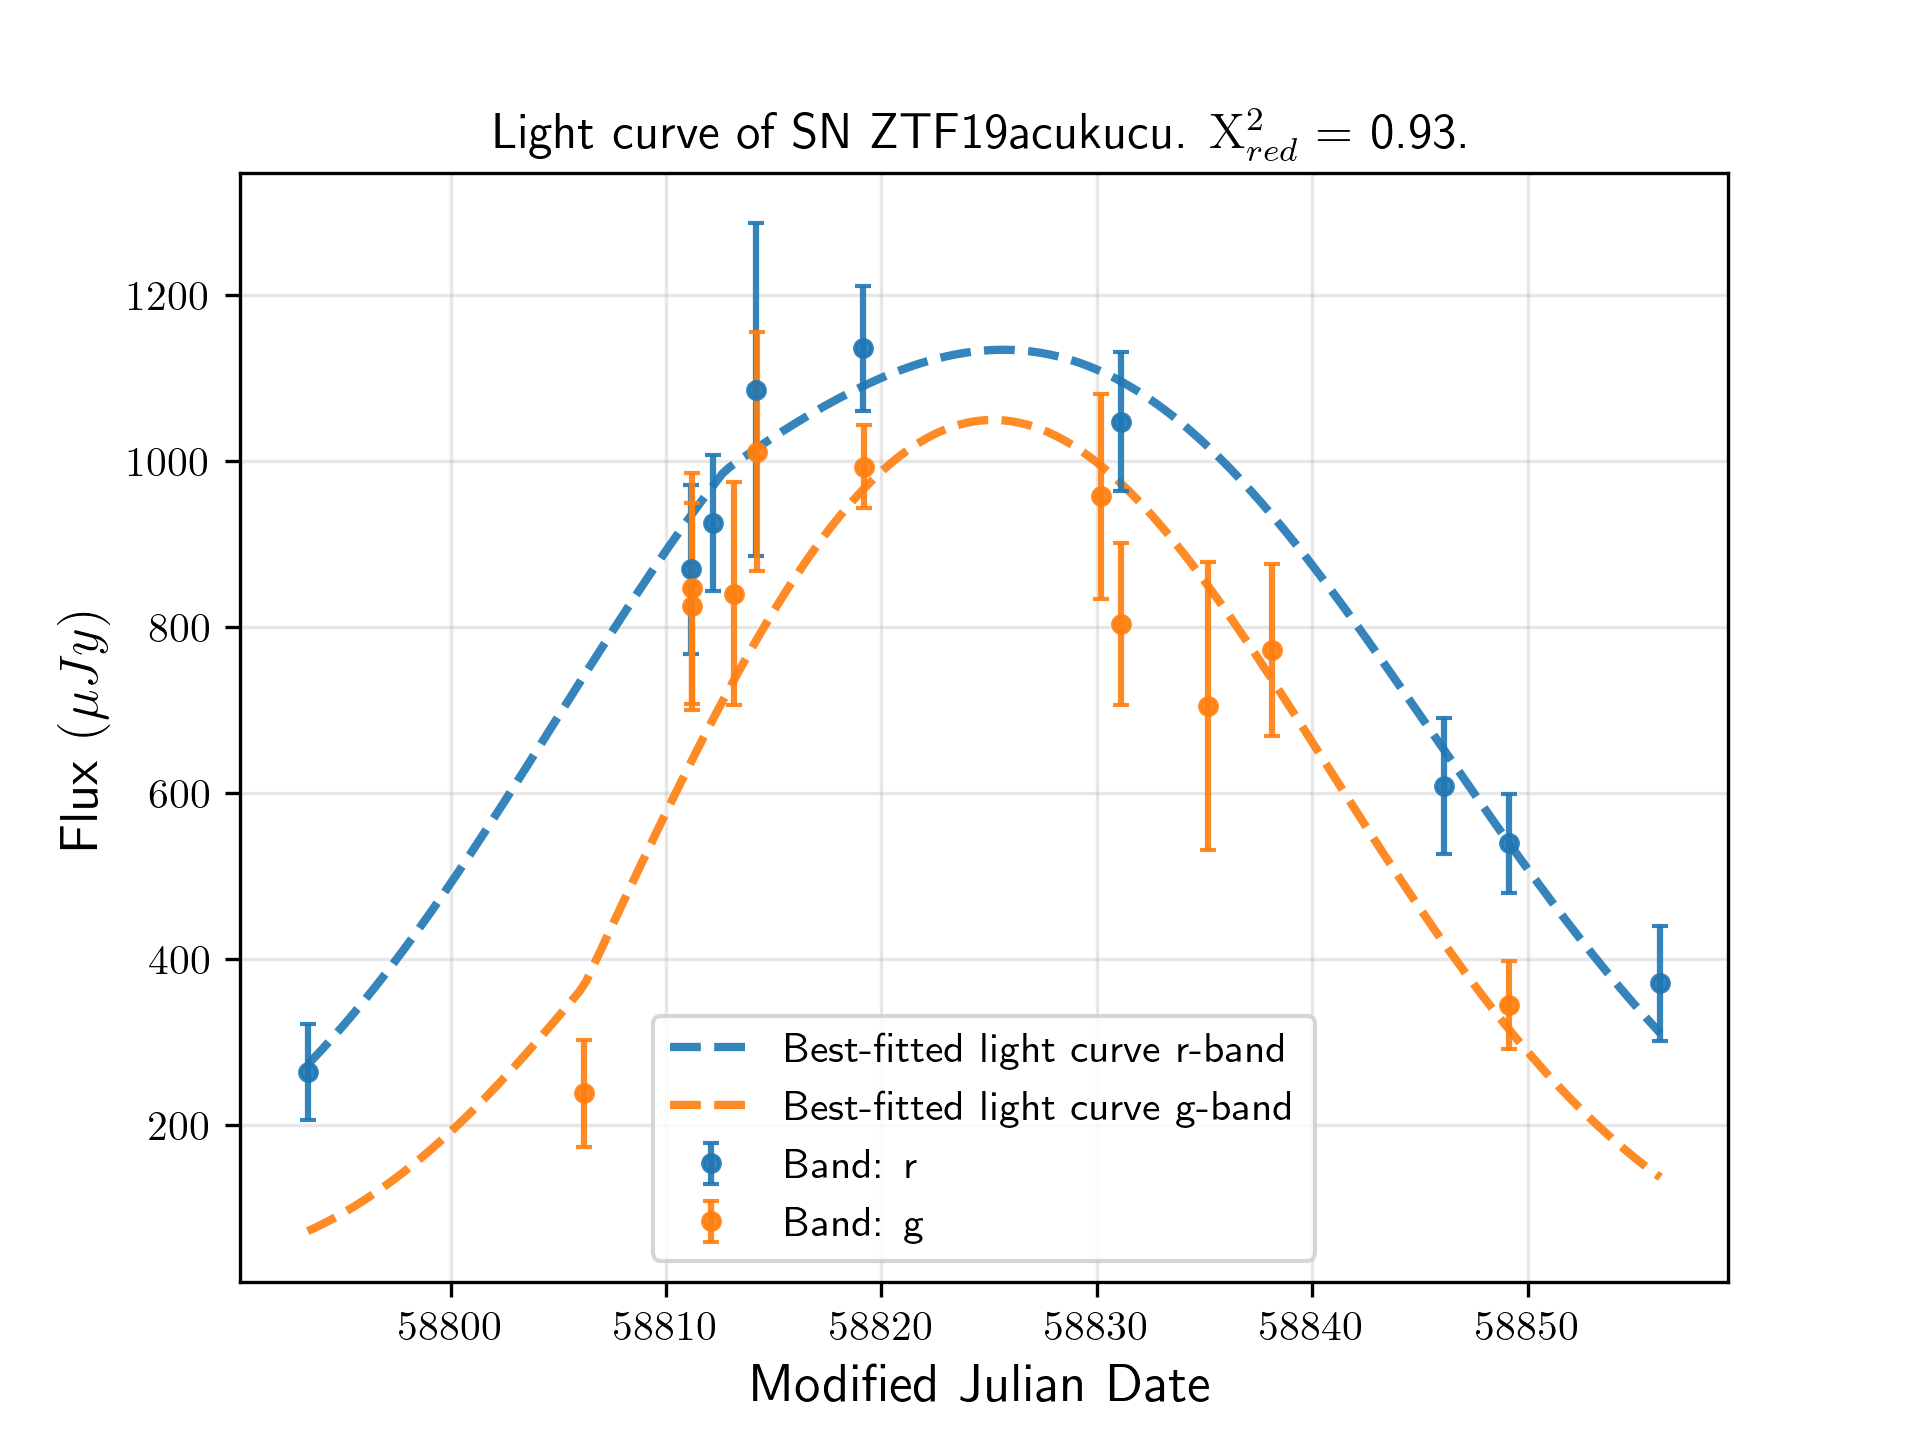 Light curve of SN ZTF19acukucu. X²_red = 0.93.
1200
1000
800
600
400
200
Flux (μJy)
Best-fitted light curve r-band
Best-fitted light curve g-band
Band: r
Band: g
58800 58810 58820 58830 58840 58850
Modified Julian Date